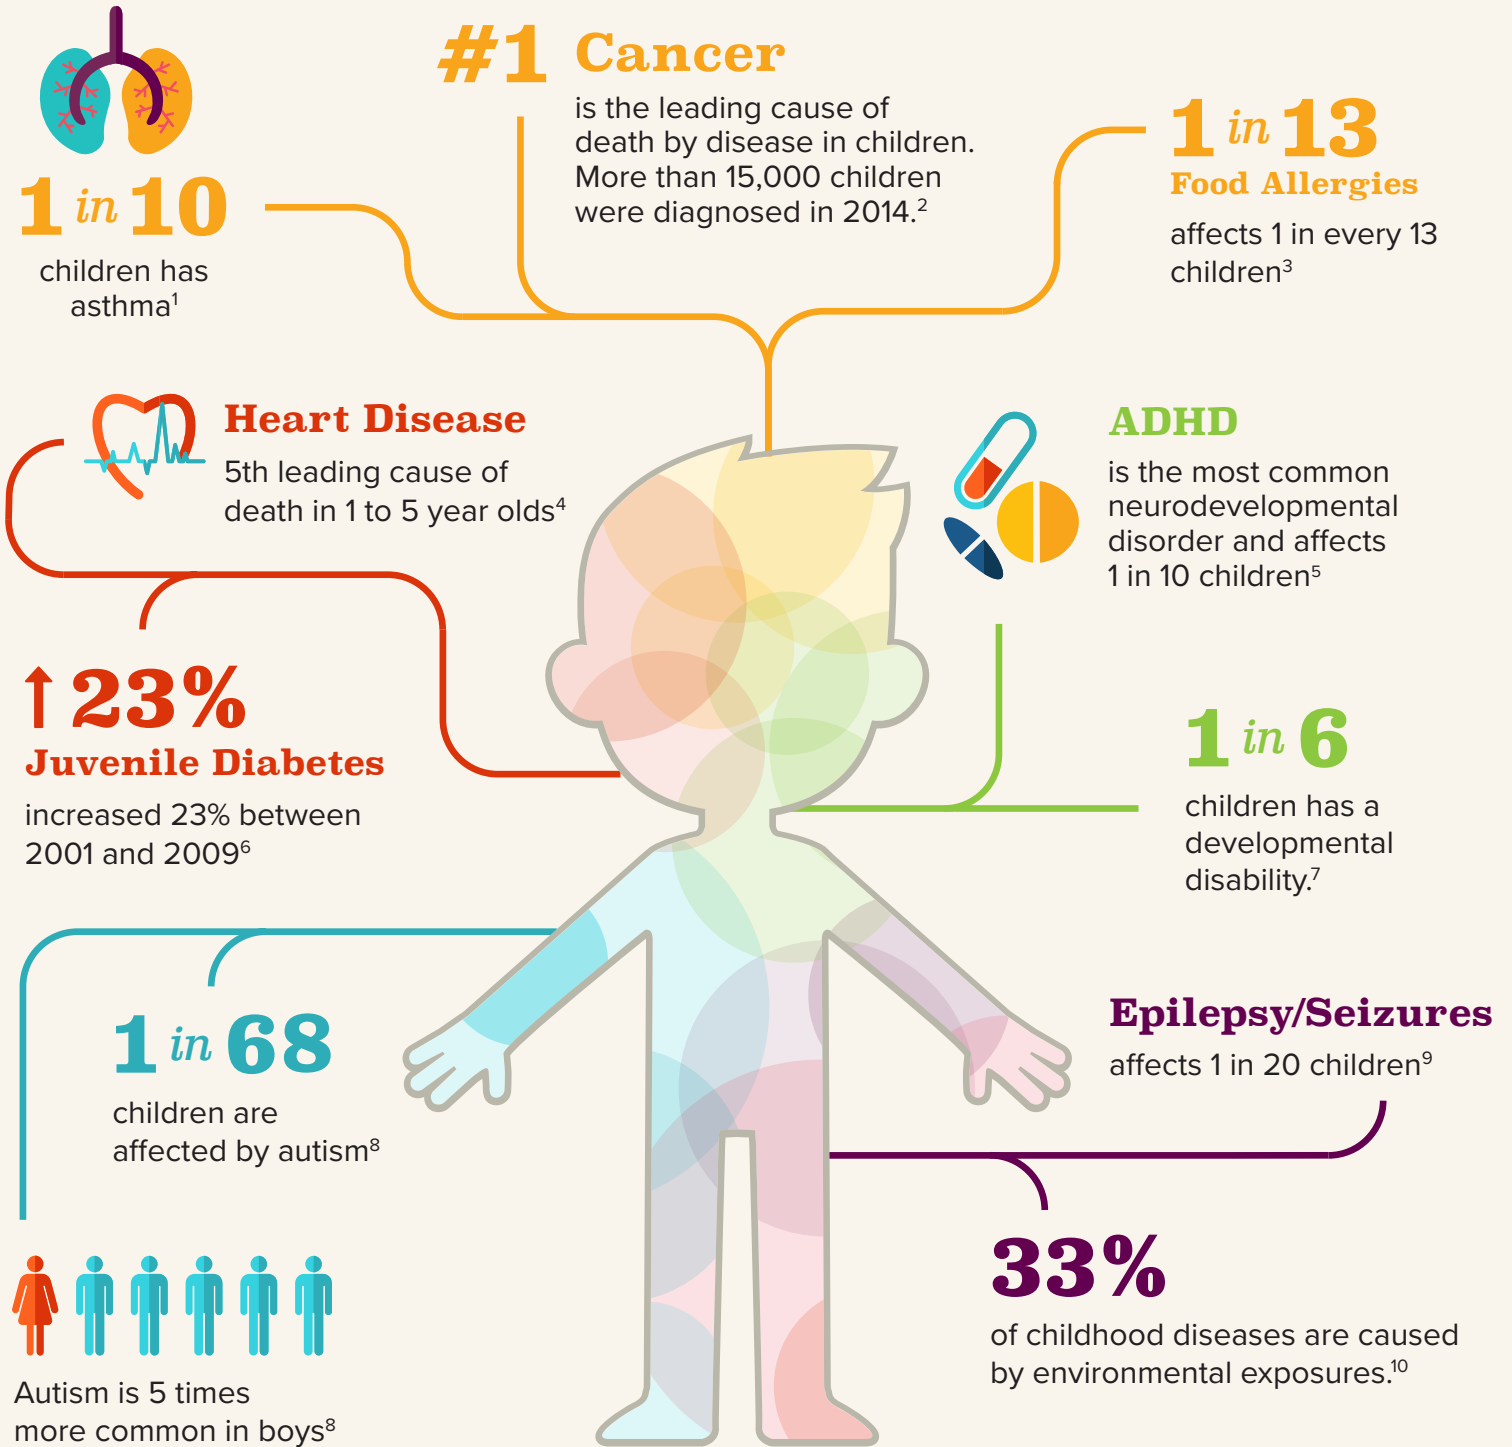 1 in 10
children has
asthma1
#1 Cancer
is the leading cause of
death by disease in children.
More than 15,000 children
were diagnosed in 2014.2
1 in 13
Food Allergies
affects 1 in every 13
children3
Heart Disease
5th leading cause of
death in 1 to 5 year olds4
ADHD
is the most common
neurodevelopmental
disorder and affects
1 in 10 children5
23%
Juvenile Diabetes
increased 23% between
2001 and 20096
1 in 6
children has a
developmental
disability.7
1 in 68
children are
affected by autism8
Epilepsy/Seizures
affects 1 in 20 children9
33%
of childhood diseases are caused
by environmental exposures.10
Autism is 5 times
more common in boys8